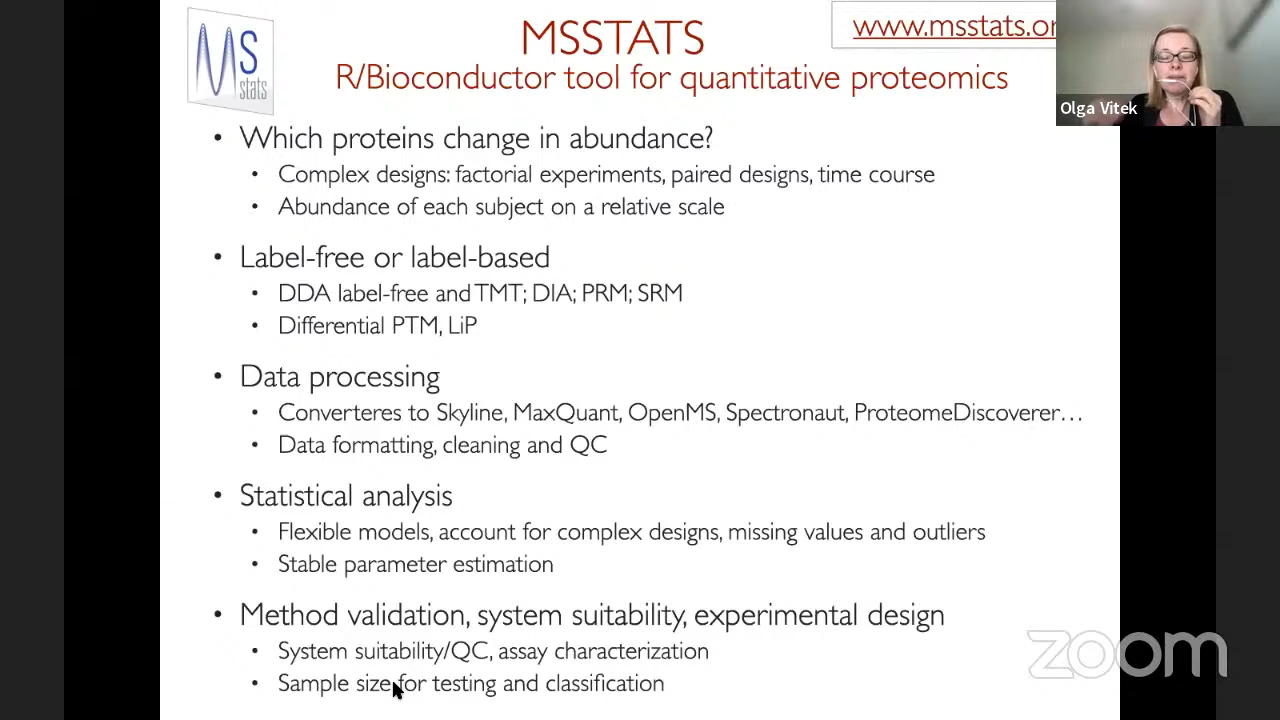 MS
stats
MSSTATS
www.msstats.or
R/Bioconductor tool for quantitative proteomics
Olga Vitek
• Which proteins change in abundance?
• Complex designs: factorial experiments, paired designs, time course
• Abundance of each subject on a relative scale
• Label-free or label-based
• DDA label-free and TMT; DIA; PRM; SRM
• Differential PTM, LiP
• Data processing
• Converteres to Skyline, MaxQuant, OpenMS, Spectronaut, ProteomeDiscoverer…
• Data formatting, cleaning and QC
• Statistical analysis
• Flexible models, account for complex designs, missing values and outliers
• Stable parameter estimation
• Method validation, system suitability, experimental design
• System suitability/QC, assay characterization
• Sample size for testing and classification
zoom